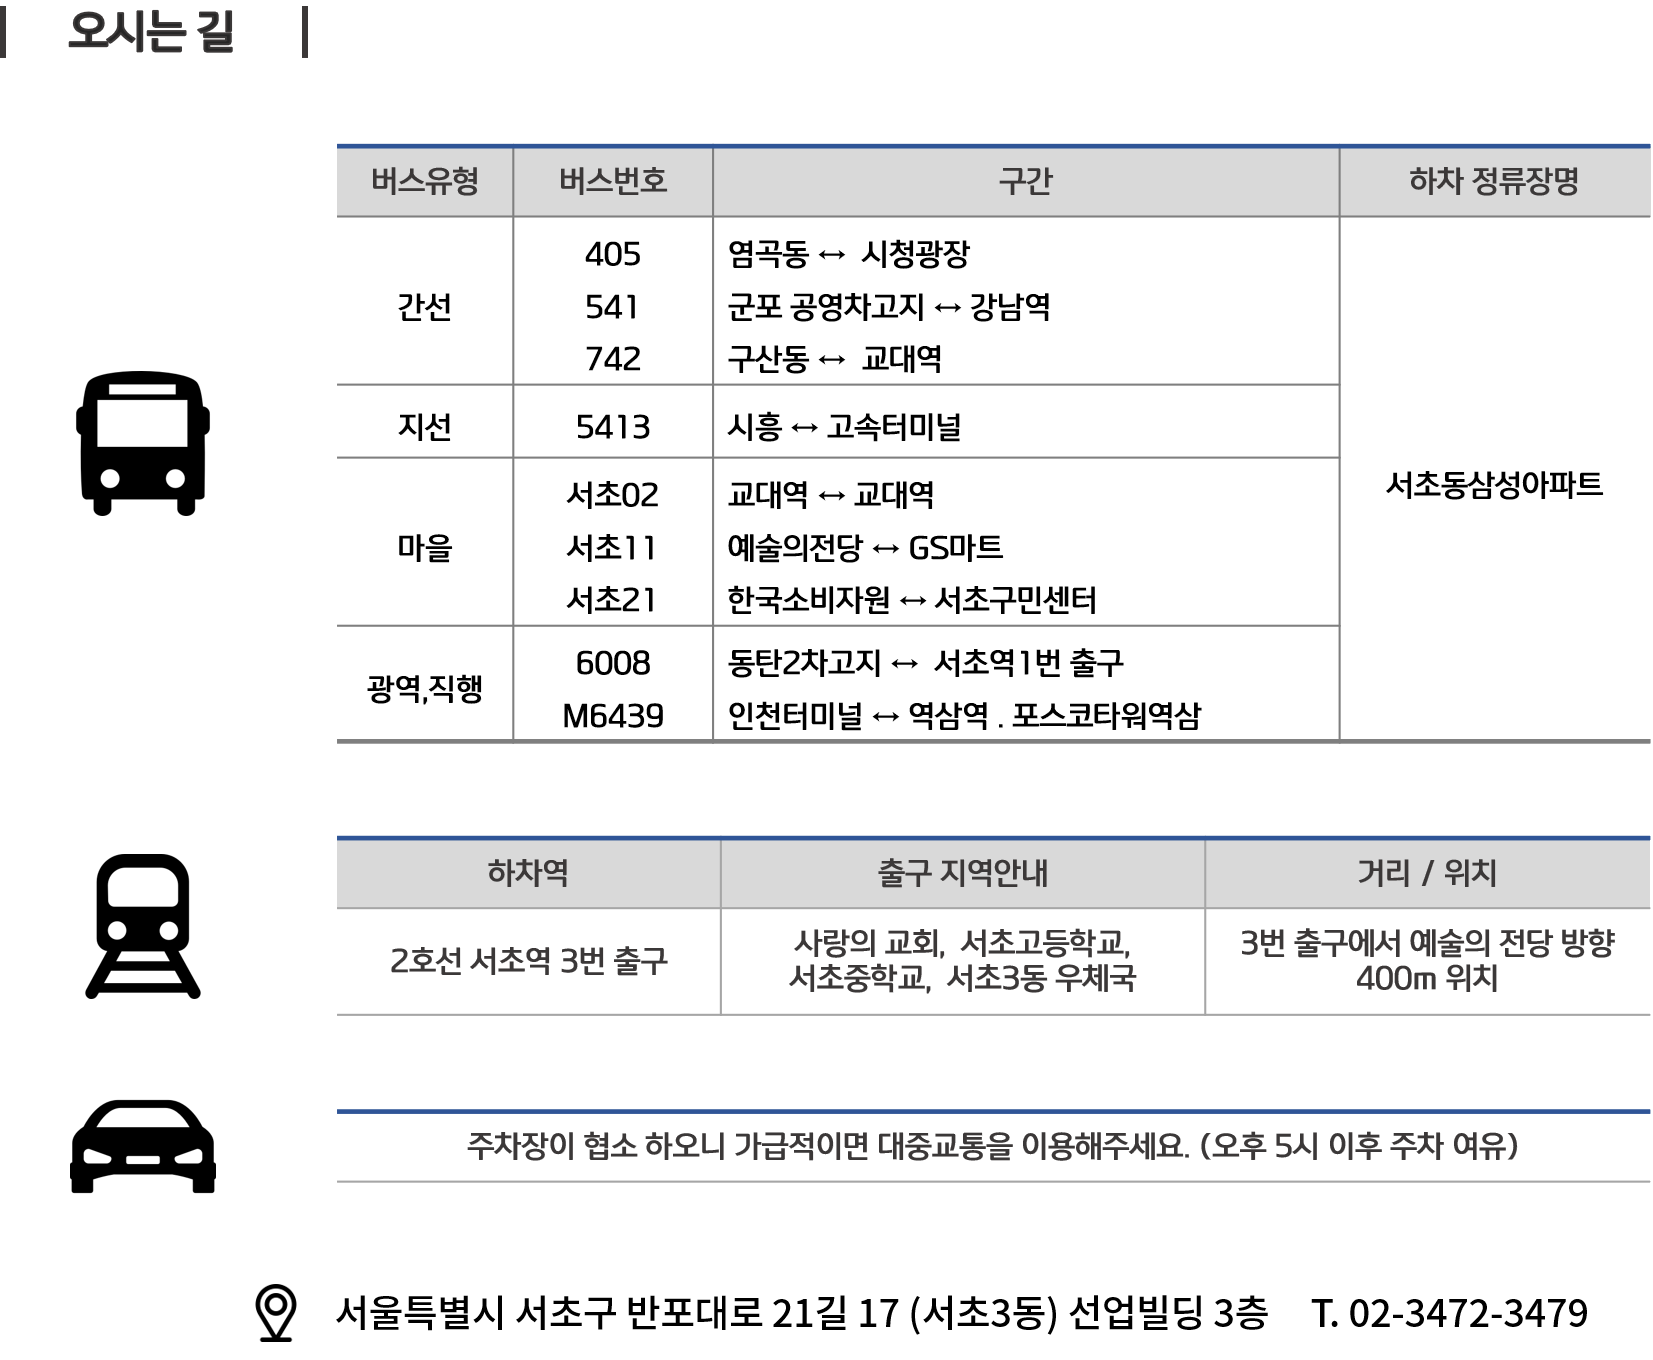 오시는 길
버스유형 버스번호 구간 하차 정류장명
간선
405 염곡동 ↔ 시청광장
541 군포 공영차고지 ↔ 강남역
742 구산동 ↔ 교대역
지선 5413 시흥 ↔ 고속터미널
마을
서초02 교대역 ↔ 교대역
서초11 예술의전당 ↔ GS마트
서초21 한국소비자원 ↔ 서초구민센터
광역,직행
6008 동탄2차고지 ↔ 서초역1번 출구
M6439 인천터미널 ↔ 역삼역 . 포스코타워역삼
서초동삼성아파트
하차역 출구 지역안내 거리 / 위치
2호선 서초역 3번 출구
사랑의 교회, 서초고등학교,
서초중학교, 서초3동 우체국
3번 출구에서 예술의 전당 방향
400m 위치
주차장이 협소 하오니 가급적이면 대중교통을 이용해주세요. (오후 5시 이후 주차 여유)
서울특별시 서초구 반포대로 21길 17 (서초3동) 선업빌딩 3층 T. 02-3472-3479